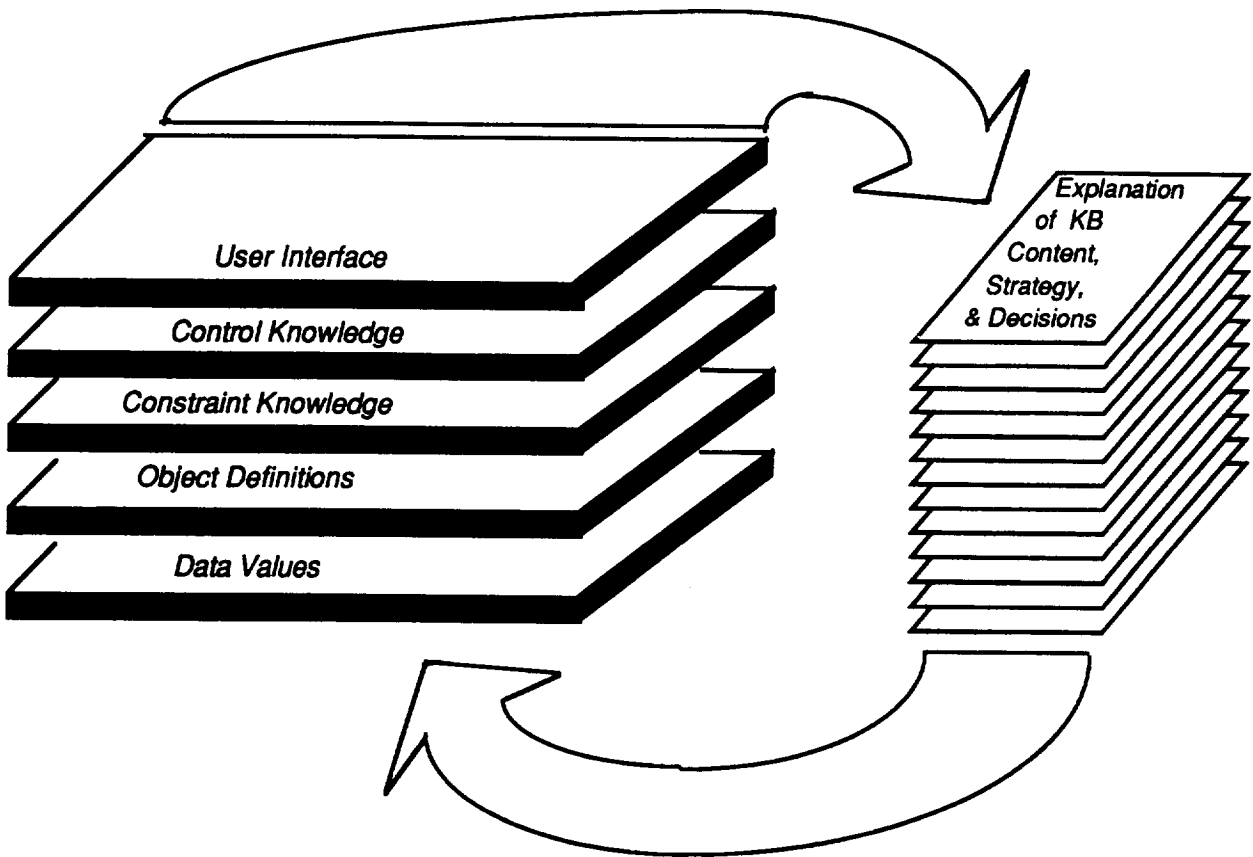 User Interface
Control Knowledge
Constraint Knowledge
Object Definitions
Data Values
Explanation
of KB
Content,
Strategy,
& Decisions